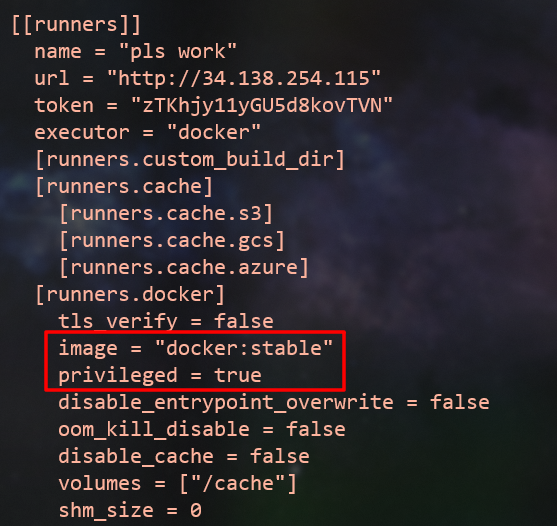 [[runners]]
name = "pls work"
url = "http://34.138.254.115"
token = "zTKhjy11yGU5d8kovTVN"
executor = "docker"
[runners.custom_build_dir]
[runners.cache]
[runners.cache.s3]
[runners.cache.gcs]
[runners.cache.azure]
[runners.docker]
tls_verify = false
image = "docker:stable"
privileged = true
disable_entrypoint_overwrite = false
oom_kill_disable = false
disable_cache = false
volumes = ["/cache"]
shm_size = 0